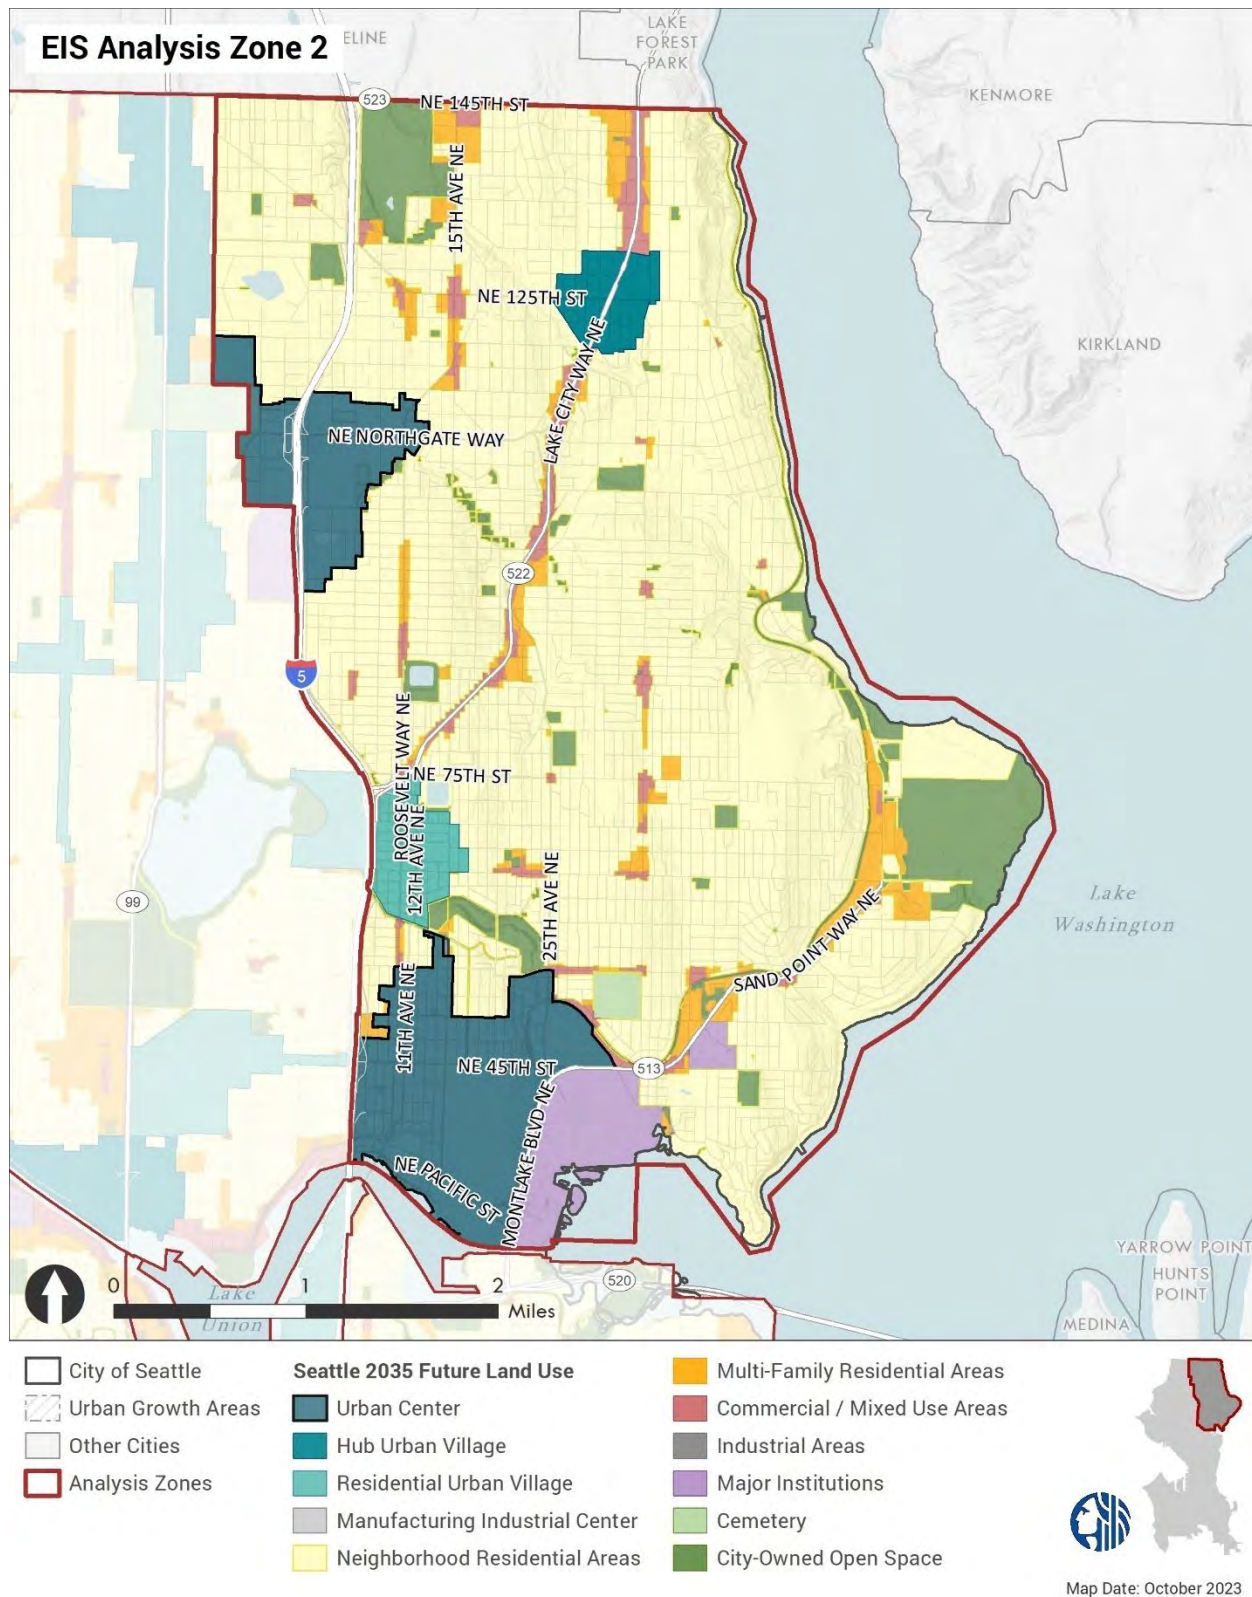 EIS Analysis Zone 2
ELINE
LAKE
FOREST
PARK
KENMORE
523
NE 145TH ST
15TH AVE NE
NE 125TH ST
KIRKLAND
LAKE CITY WAY NE
NE NORTHGATE WAY
522
5
ROOSEVELT WAY NE
NE 75TH ST
12TH AVE NE
25TH AVE NE
99
Lake
Washington
SAND POINT WAY NE
11TH AVE NE
NE 45TH ST
513
MONTLAKE BLVD NE
NE PACIFIC ST
520
YARROW POINT
HUNTS
POINT
MEDINA
Lake
Union
0 1 2
Miles
City of Seattle
Urban Growth Areas
Other Cities
Analysis Zones
Seattle 2035 Future Land Use
Urban Center
Hub Urban Village
Residential Urban Village
Manufacturing Industrial Center
Neighborhood Residential Areas
Multi-Family Residential Areas
Commercial / Mixed Use Areas
Industrial Areas
Major Institutions
Cemetery
City-Owned Open Space
Map Date: October 2023